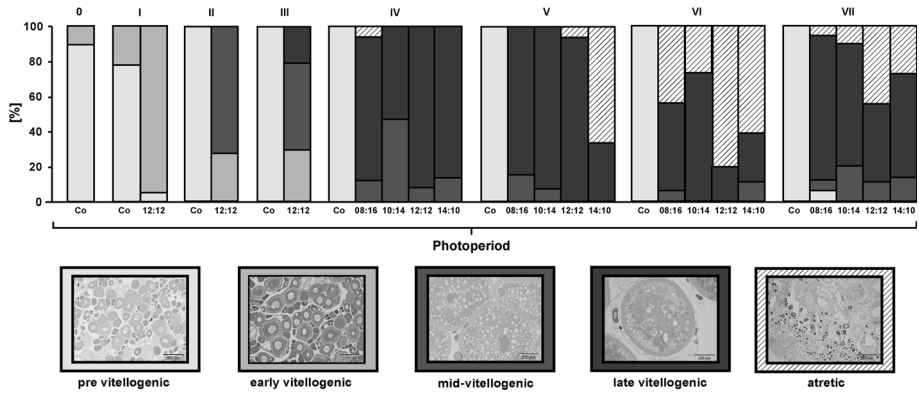 0 I II III IV V VI VII
100
80
60
40
20
0
[%]
Co Co 12:12 Co 12:12 Co 12:12 Co 08:16 10:14 12:12 14:10 Co 08:16 10:14 12:12 14:10 Co 08:16 10:14 12:12 14:10 Co 08:16 10:14 12:12 14:10
Photoperiod
pre vitellogenic early vitellogenic mid-vitellogenic late vitellogenic atretic